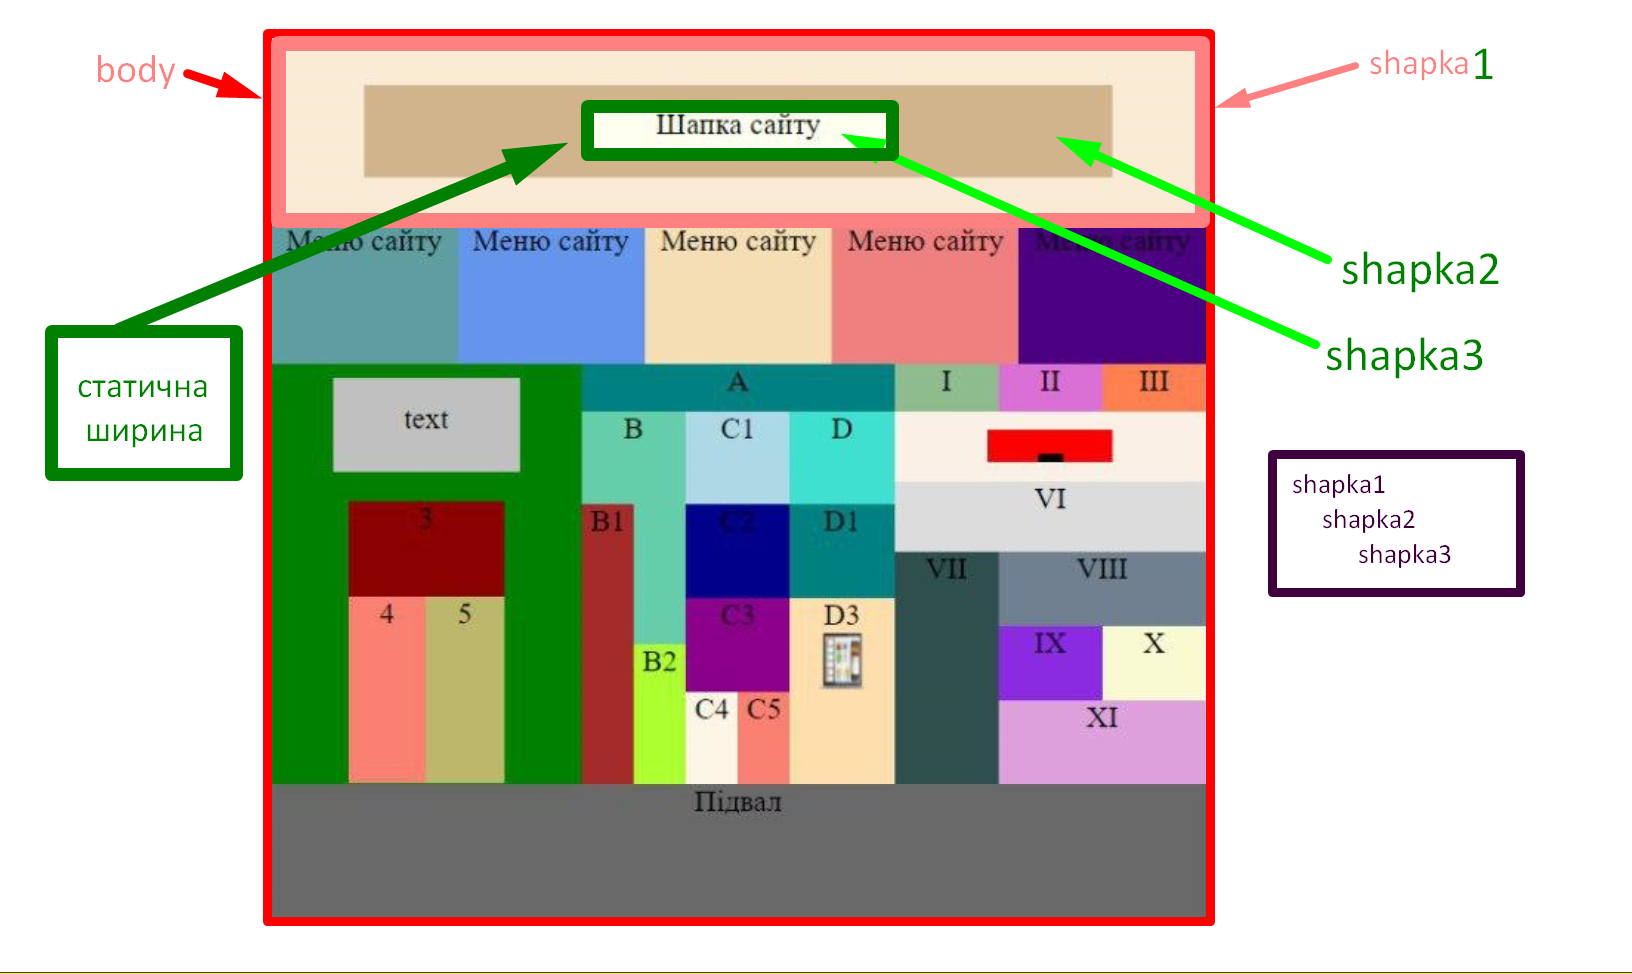 body
shapka1
Шапка сайту
Меню сайту Меню сайту Меню сайту Меню сайту Меню сайту
shapka2
shapka3
статична
ширина
text
A
I II III
B C1 D
shapka1
shapka2
shapka3
VI
3
B1 C2 D1
VII VIII
4 5
C3 D3
B2
IX X
C4 C5
XI
Підвал